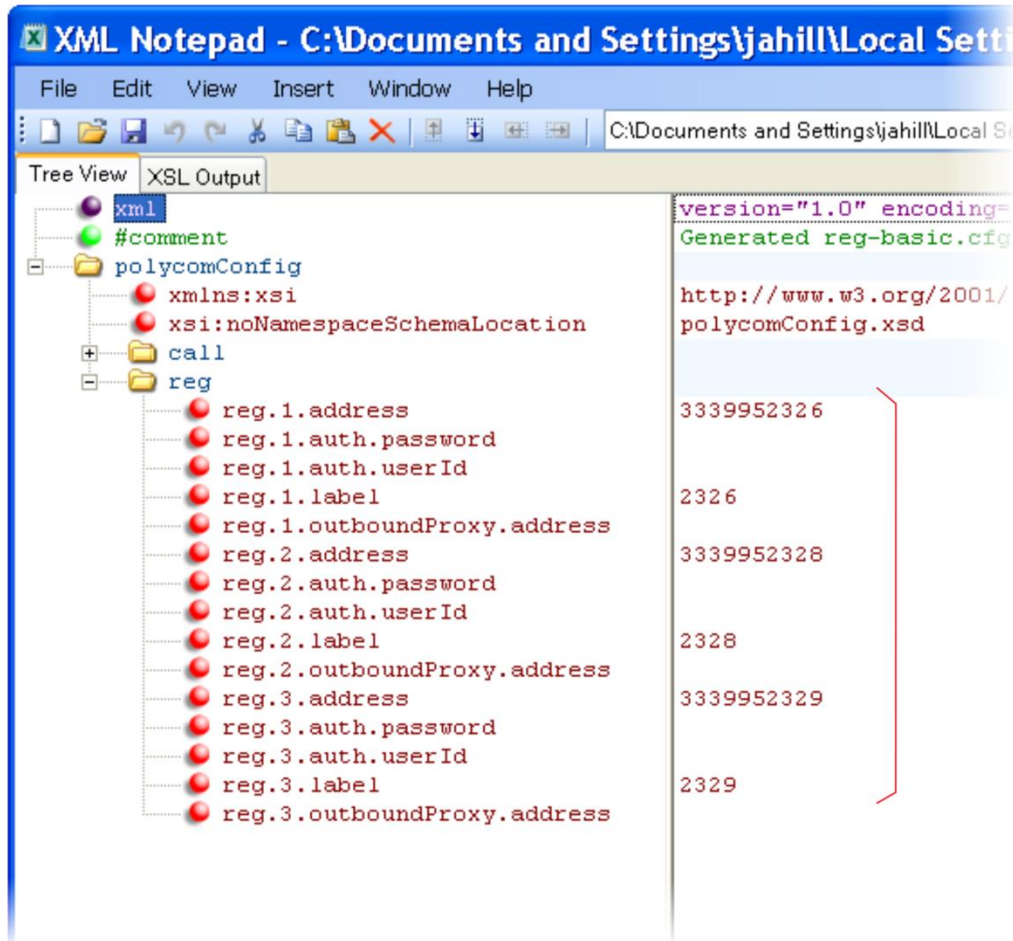 XML Notepad - C:\Documents and Settings\jahill\Local
File Edit View Insert Window Help
C:\Documents and Settings\jahill\Local
Tree View XSL Output
xml version="1.0" encoding=
#comment Generated reg-basic.cfg
polycomConfig
xmlns:xsi http://www.w3.org/2001/
xsi:noNamespaceSchemaLocation polycomConfig.xsd
call
reg
reg.1.address 3339952326
reg.1.auth.password
reg.1.auth.userId
reg.1.label 2326
reg.1.outboundProxy.address
reg.2.address 3339952328
reg.2.auth.password
reg.2.auth.userId
reg.2.label 2328
reg.2.outboundProxy.address
reg.3.address 3339952329
reg.3.auth.password
reg.3.auth.userId
reg.3.label 2329
reg.3.outboundProxy.address